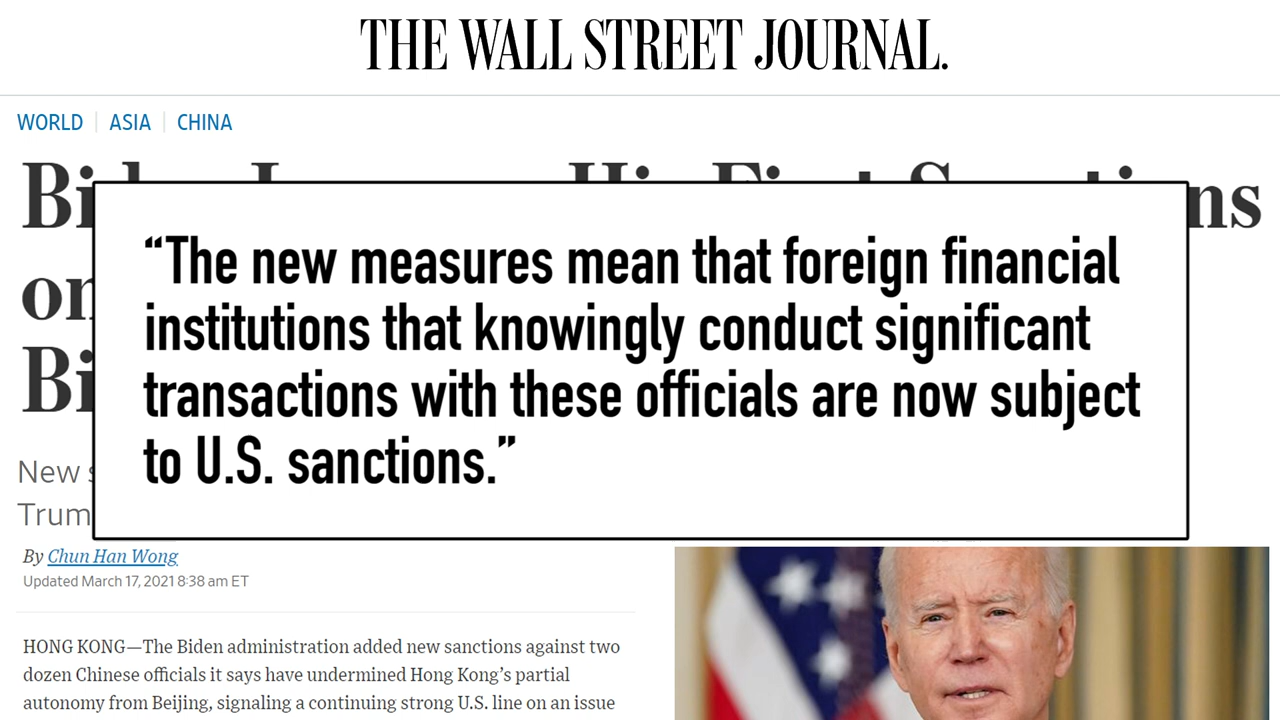 THE WALL STREET JOURNAL.
WORLD | ASIA | CHINA
“The new measures mean that foreign financial
institutions that knowingly conduct significant
transactions with these officials are now subject
to U.S. sanctions.”
New
By Chun Han Wong
Updated March 17, 2021 8:38 am ET
HONG KONG—The Biden administration added new sanctions against two
dozen Chinese officials it says have undermined Hong Kong’s partial
autonomy from Beijing, signaling a continuing strong U.S. line on an issue